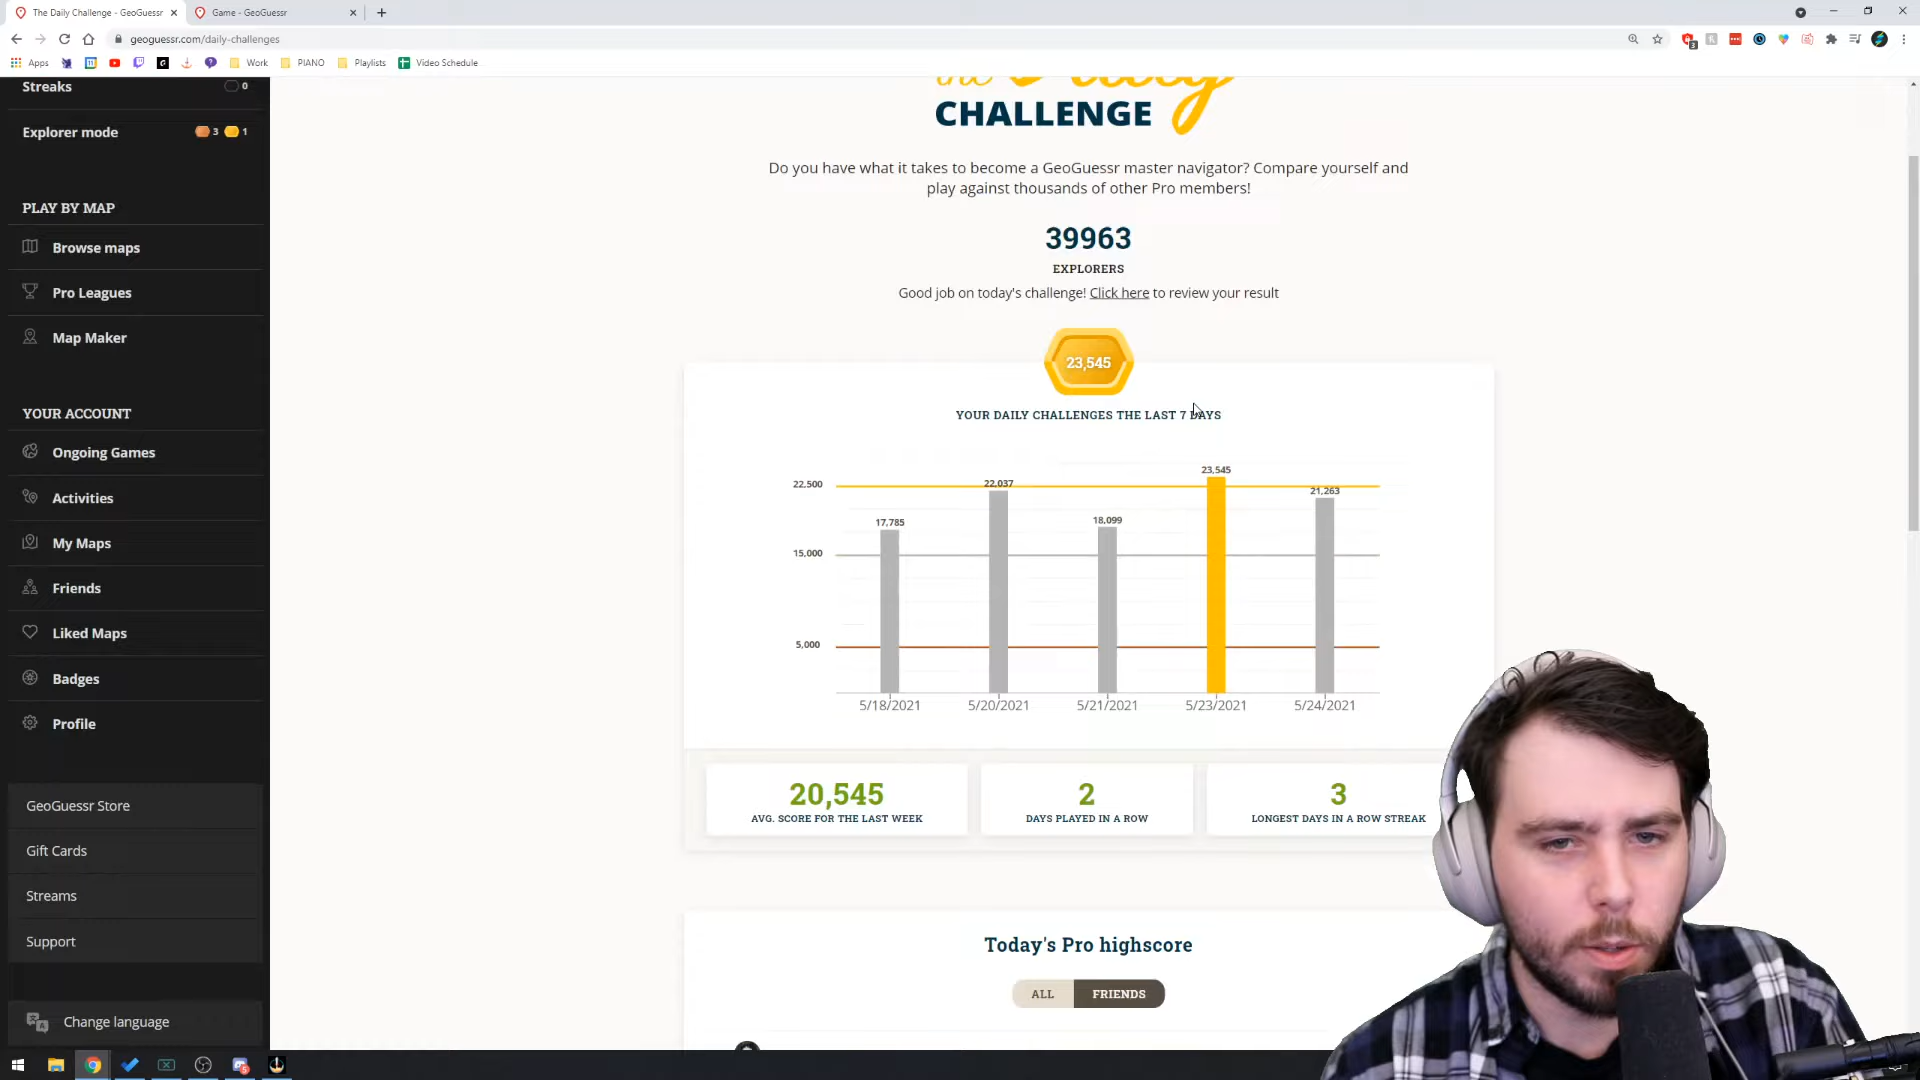 The Daily Challenge - GeoGuessr
Game - GeoGuessr
geoguessr.com/daily-challenges
Apps
Work
PIANO
Playlists
Video Schedule
Streaks
0
Explorer mode
3
1
PLAY BY MAP
Browse maps
Pro Leagues
Map Maker
YOUR ACCOUNT
Ongoing Games
Activities
My Maps
Friends
Liked Maps
Badges
Profile
GeoGuessr Store
Gift Cards
Streams
Support
Change language
the Daily
CHALLENGE
Do you have what it takes to become a GeoGuessr master navigator? Compare yourself and
play against thousands of other Pro members!
39963
EXPLORERS
Good job on today's challenge! Click here to review your result
23,545
YOUR DAILY CHALLENGES THE LAST 7 DAYS
22,500
15,000
5,000
17,785
22,037
18,099
23,545
21,263
5/18/2021
5/20/2021
5/21/2021
5/23/2021
5/24/2021
20,545
AVG. SCORE FOR THE LAST WEEK
2
DAYS PLAYED IN A ROW
3
LONGEST DAYS IN A ROW STREAK
Today's Pro highscore
ALL
FRIENDS